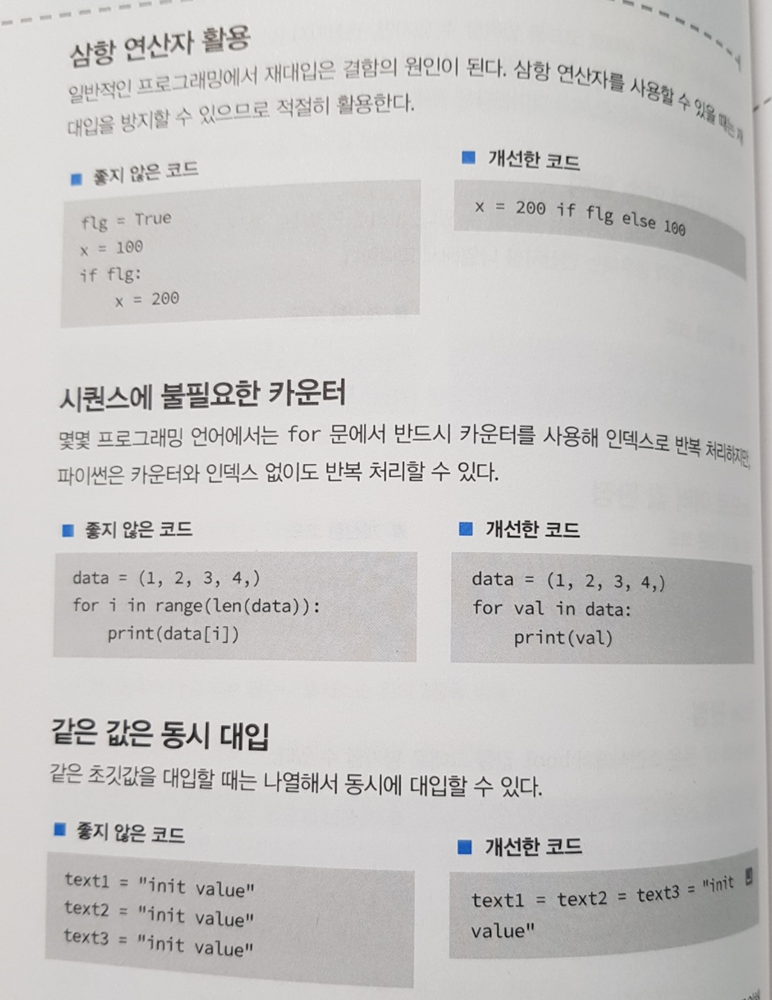 삼항 연산자 활용
일반적인 프로그래밍에서 재대입은 결함의 원인이 된다. 삼항 연산자를 사용할 수 있을 때는 재
대입을 방지할 수 있으므로 적절히 활용한다.
■ 좋지 않은 코드
flg = True
x = 100
if flg:
    x = 200
■ 개선한 코드
x = 200 if flg else 100
시퀀스에 불필요한 카운터
몇몇 프로그래밍 언어에서는 for 문에서 반드시 카운터를 사용해 인덱스로 반복 처리하지만,
파이썬은 카운터와 인덱스 없이도 반복 처리할 수 있다.
■ 좋지 않은 코드
data = (1, 2, 3, 4,)
for i in range(len(data)):
    print(data[i])
■ 개선한 코드
data = (1, 2, 3, 4,)
for val in data:
    print(val)
같은 값은 동시 대입
같은 초깃값을 대입할 때는 나열해서 동시에 대입할 수 있다.
■ 좋지 않은 코드
text1 = "init value"
text2 = "init value"
text3 = "init value"
■ 개선한 코드
text1 = text2 = text3 = "init
value"